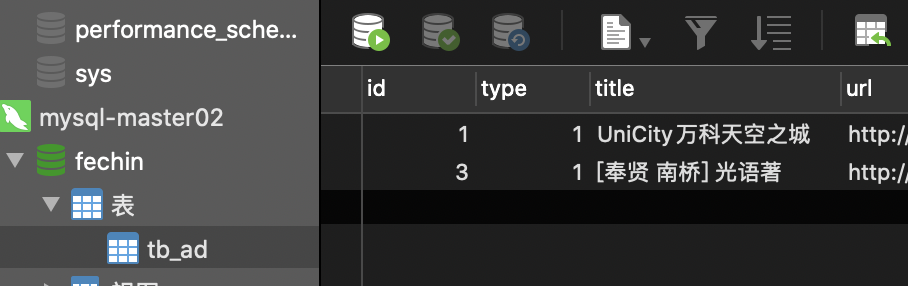 performance_sche...
sys
mysql-master02
fechin
表
tb_ad
id type title url
1 1 UniCity万科天空之城 http:/
3 1 [奉贤 南桥] 光语著 http:/